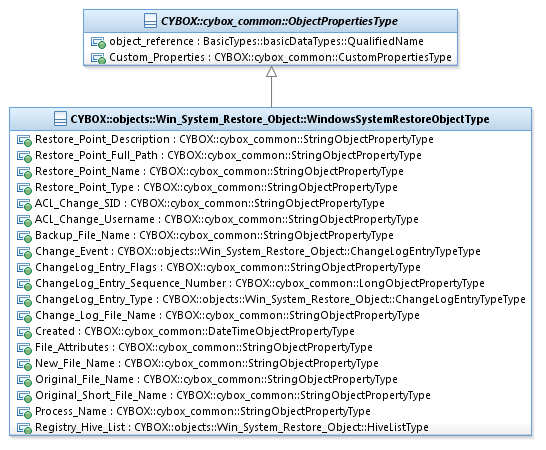 CYBOX::cybox_common::ObjectPropertiesType
object_reference : BasicTypes::basicDataTypes::QualifiedName
Custom_Properties : CYBOX::cybox_common::CustomPropertiesType
CYBOX::objects::Win_System_Restore_Object::WindowsSystemRestoreObjectType
Restore_Point_Description : CYBOX::cybox_common::StringObjectPropertyType
Restore_Point_Full_Path : CYBOX::cybox_common::StringObjectPropertyType
Restore_Point_Name : CYBOX::cybox_common::StringObjectPropertyType
Restore_Point_Type : CYBOX::cybox_common::StringObjectPropertyType
ACL_Change_SID : CYBOX::cybox_common::StringObjectPropertyType
ACL_Change_Username : CYBOX::cybox_common::StringObjectPropertyType
Backup_File_Name : CYBOX::cybox_common::StringObjectPropertyType
Change_Event : CYBOX::objects::Win_System_Restore_Object::ChangeLogEntryTypeType
ChangeLog_Entry_Flags : CYBOX::cybox_common::StringObjectPropertyType
ChangeLog_Entry_Sequence_Number : CYBOX::cybox_common::LongObjectPropertyType
ChangeLog_Entry_Type : CYBOX::objects::Win_System_Restore_Object::ChangeLogEntryTypeType
Change_Log_File_Name : CYBOX::cybox_common::StringObjectPropertyType
Created : CYBOX::cybox_common::DateTimeObjectPropertyType
File_Attributes : CYBOX::cybox_common::StringObjectPropertyType
New_File_Name : CYBOX::cybox_common::StringObjectPropertyType
Original_File_Name : CYBOX::cybox_common::StringObjectPropertyType
Original_Short_File_Name : CYBOX::cybox_common::StringObjectPropertyType
Process_Name : CYBOX::cybox_common::StringObjectPropertyType
Registry_Hive_List : CYBOX::objects::Win_System_Restore_Object::HiveListType